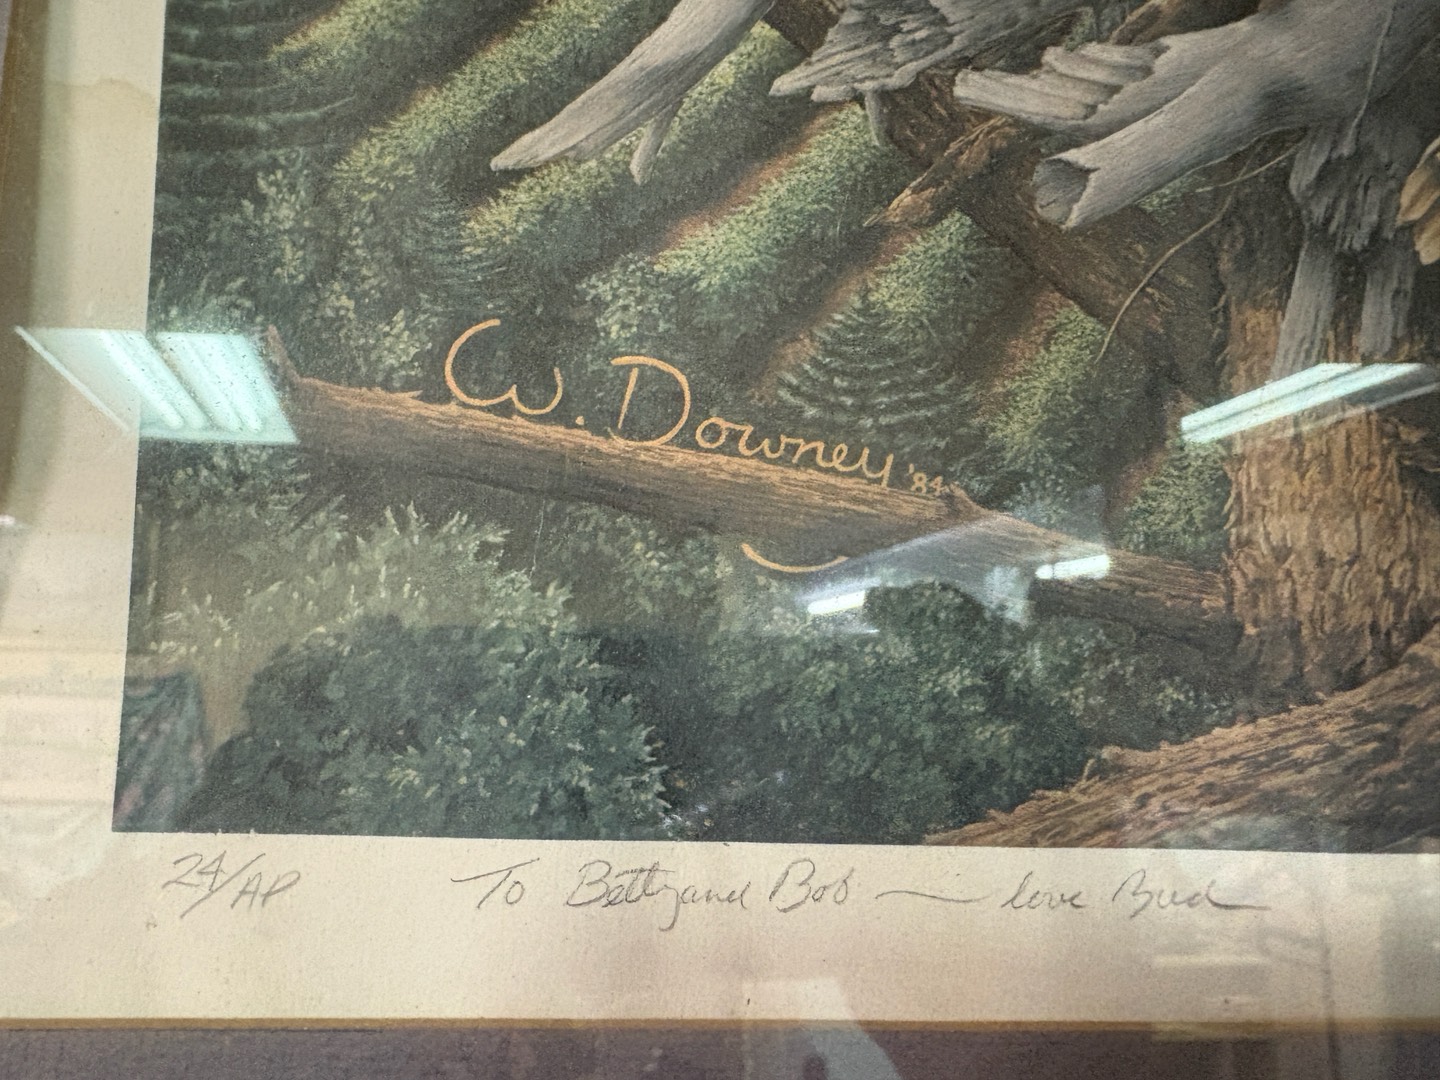 W. Downey '84
24/AP To Betty and Bob — love Bud